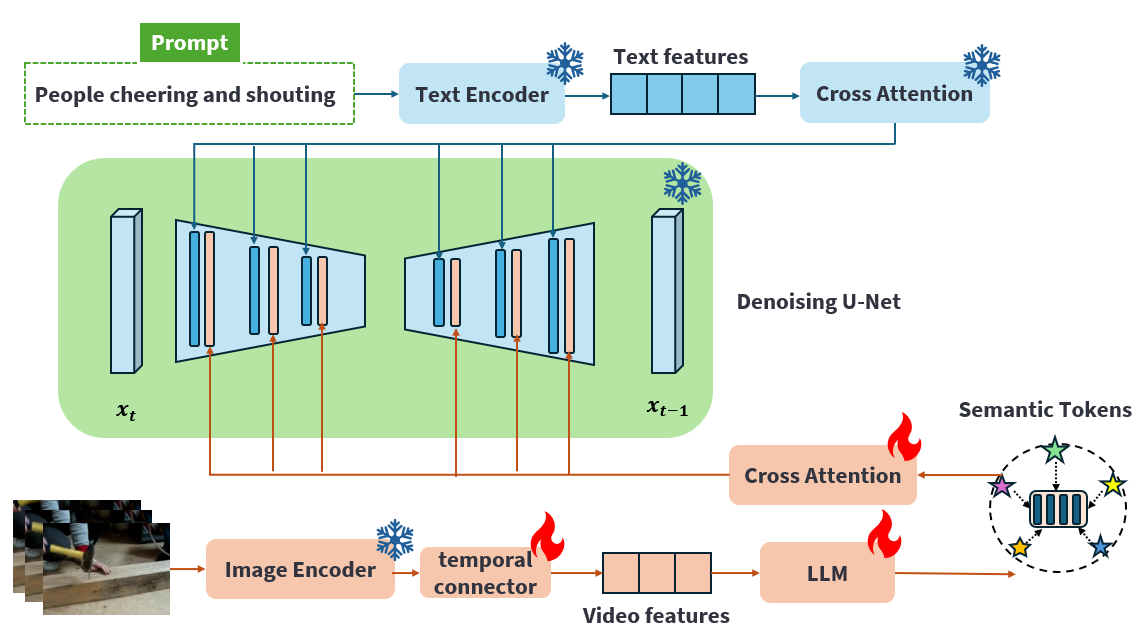 Prompt
People cheering and shouting
Text Encoder
Text features
Cross Attention
Denoising U-Net
x_t
x_{t-1}
Semantic Tokens
Cross Attention
Image Encoder
temporal
connector
Video features
LLM